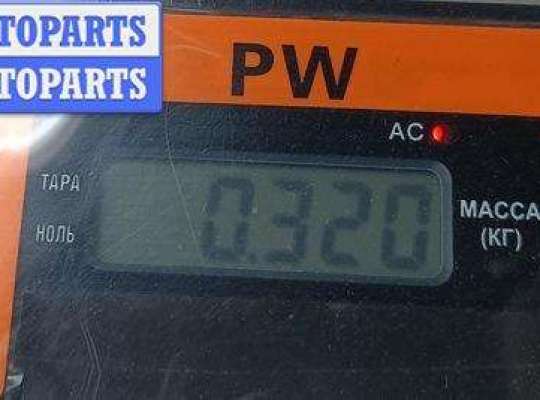 TOPARTS
TOPARTS
PW
AC
ТАРА
НОЛЬ
0.320
МАССА
(КГ)